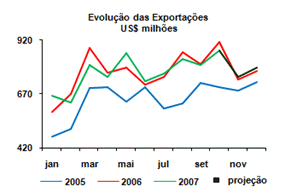 Evolução das Exportações
US$ milhões
920
670
420
jan mar mai jul set nov
2005 2006 2007 projeção